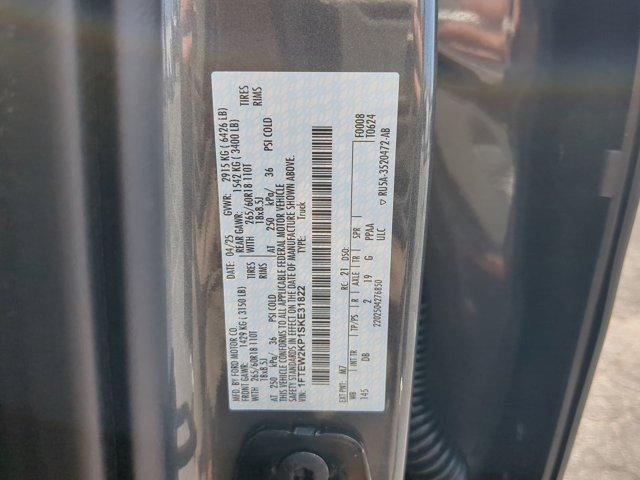 MFD. BY FORD MOTOR CO.
DATE: 04/25 GVWR: 2915 KG ( 6426 LB)
FRONT GAWR: 1429 KG ( 3150 LB) REAR GAWR: 1542 KG ( 3400 LB)
WITH 265/60R18 110T TIRES WITH 265/60R18 110T TIRES
18x8.5J RIMS 18x8.5J RIMS
AT 250 kPa/ 36 PSI COLD AT 250 kPa/ 36 PSI COLD
THIS VEHICLE CONFORMS TO ALL APPLICABLE FEDERAL MOTOR VEHICLE
SAFETY STANDARDS IN EFFECT ON THE DATE OF MANUFACTURE SHOWN ABOVE.
VIN: 1FTEW2KP1SKE31822 TYPE: Truck
EXT PNT: M7 RC: 21 DSO: F0008
T0624
WB INT TR TP/PS R AXLE TR SPR
145 DB 2 19 G PPAA
ULC
2202504276850
▽ RU5A-3520472-AB